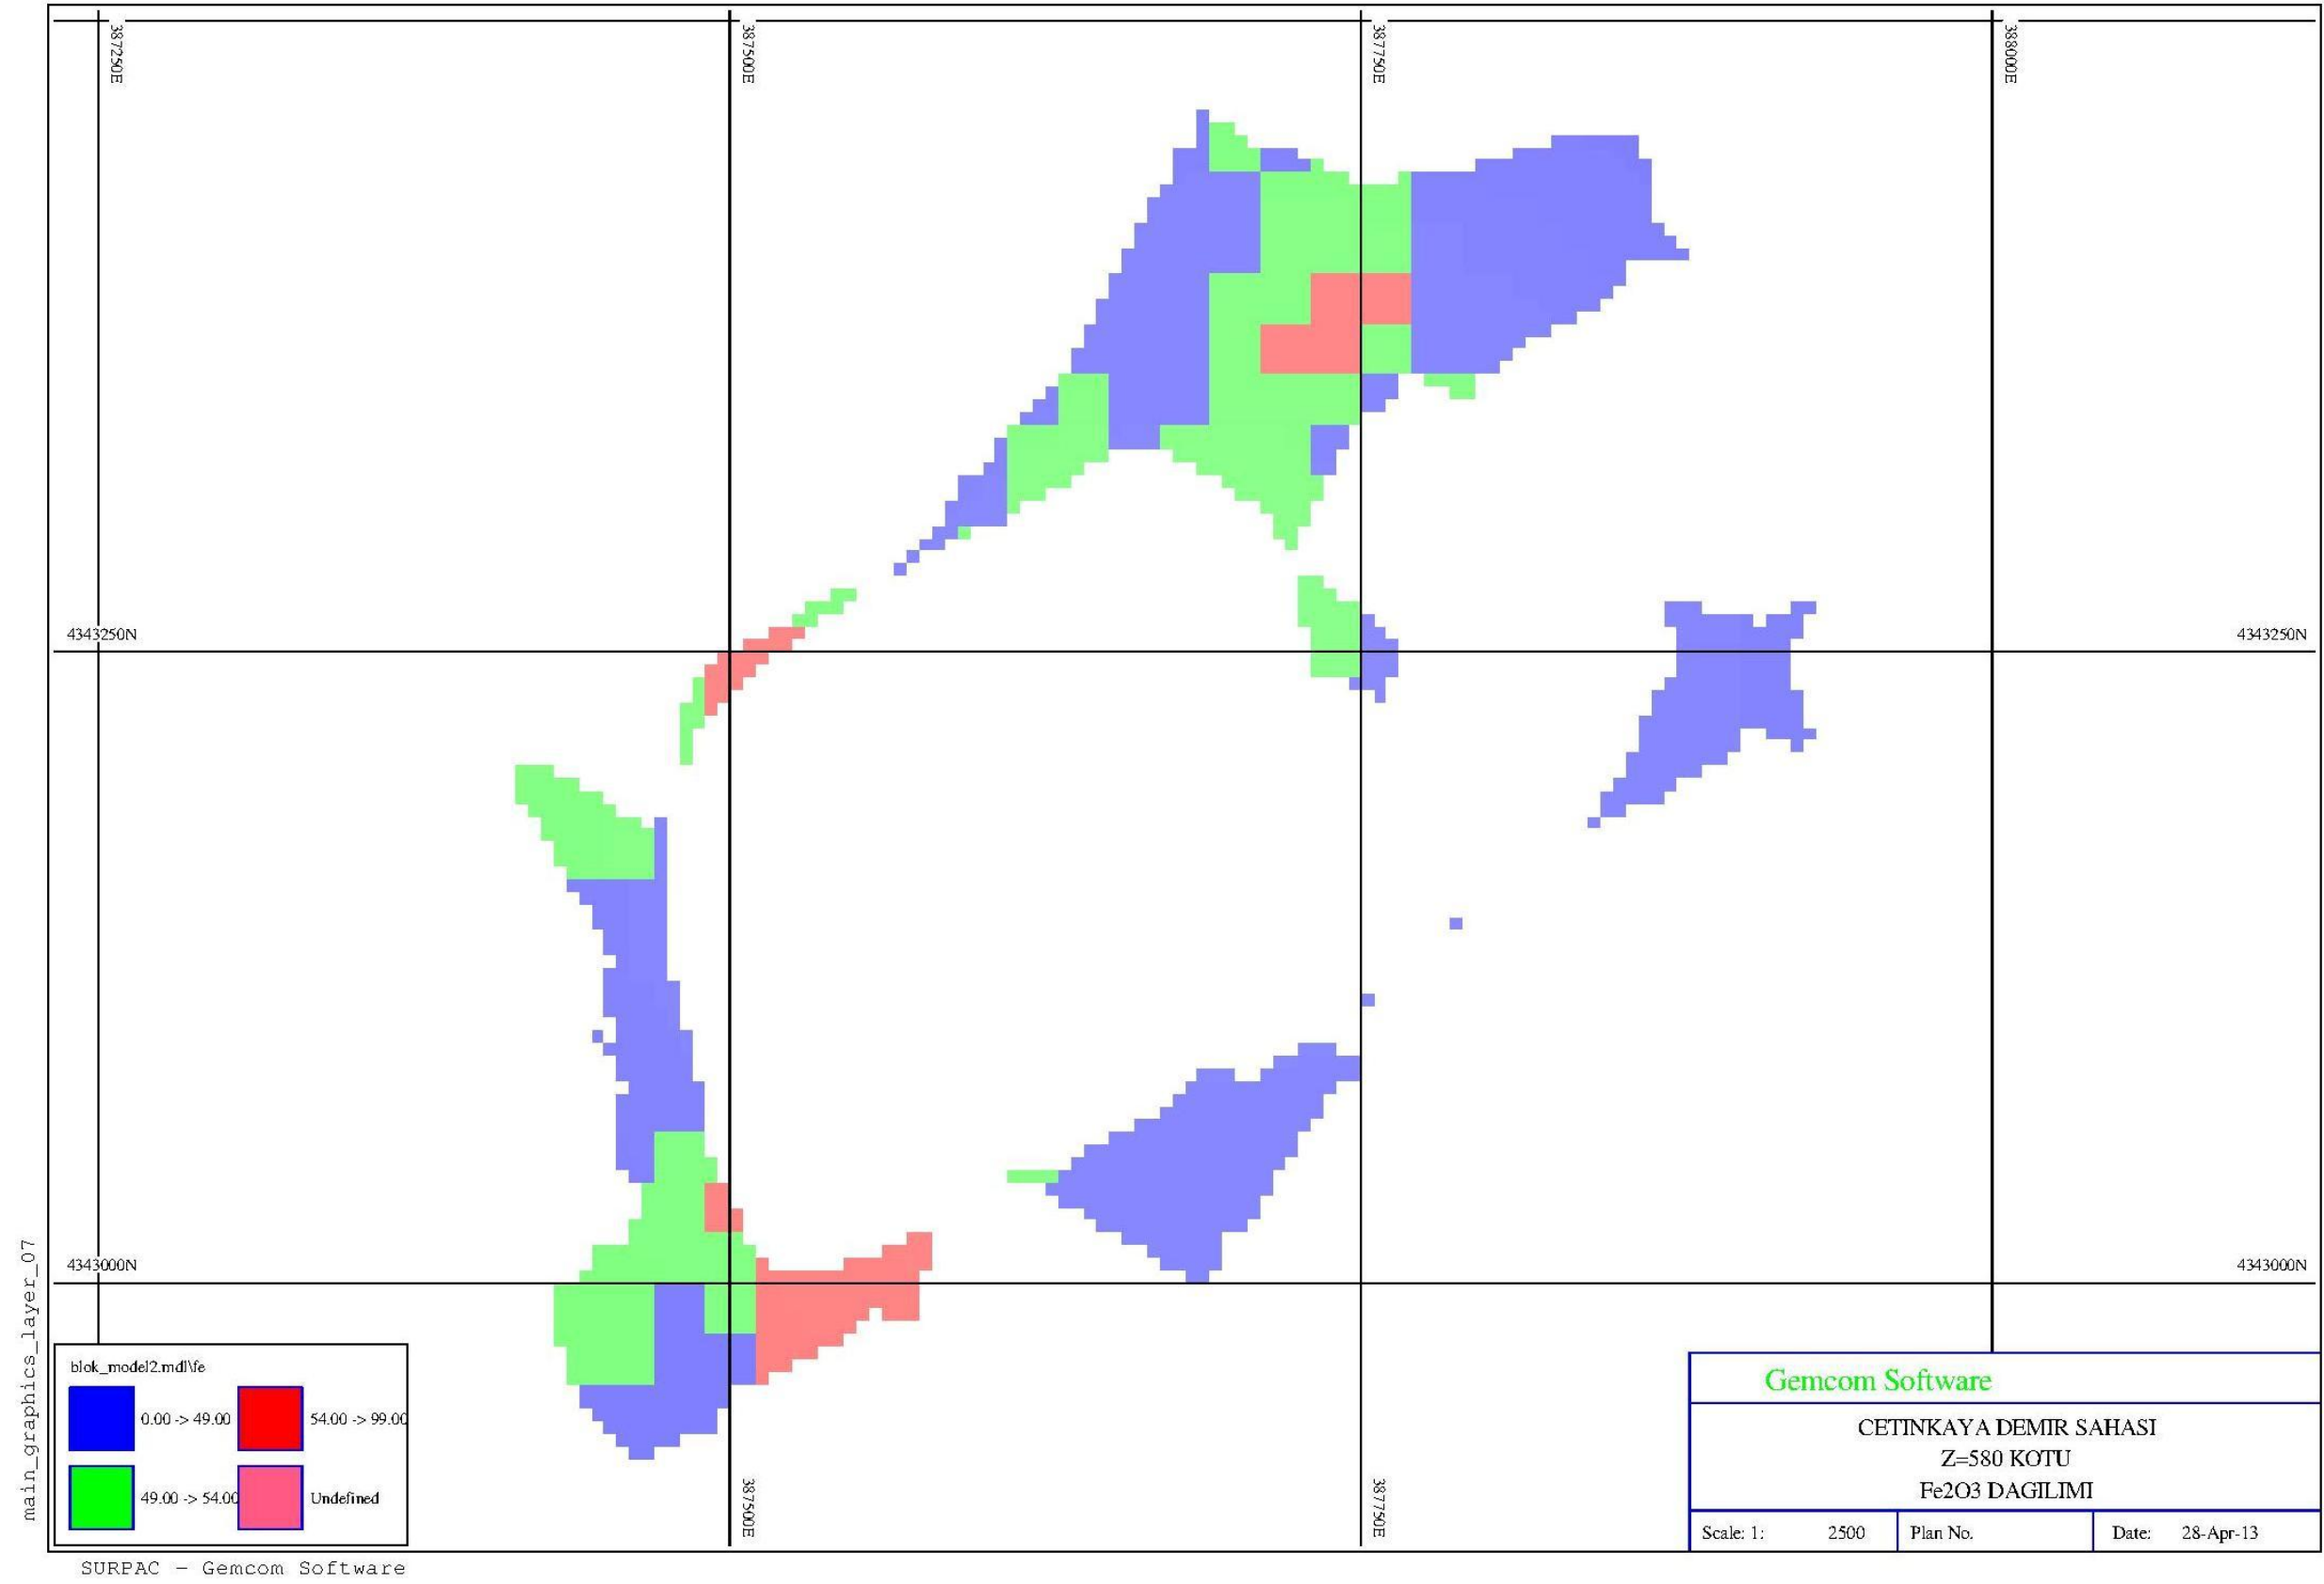 387250E
387500E
387750E
388000E
4343250N
4343250N
4343000N
4343000N
387500E
387750E
main_graphics_layer_07
blok_model2.mdl\fe
0.00 -> 49.00
54.00 -> 99.00
49.00 -> 54.00
Undefined
Gemcom Software
CETINKAYA DEMIR SAHASI
Z=580 KOTU
Fe2O3 DAGILIMI
Scale: 1: 2500 Plan No. Date: 28-Apr-13
SURPAC - Gemcom Software